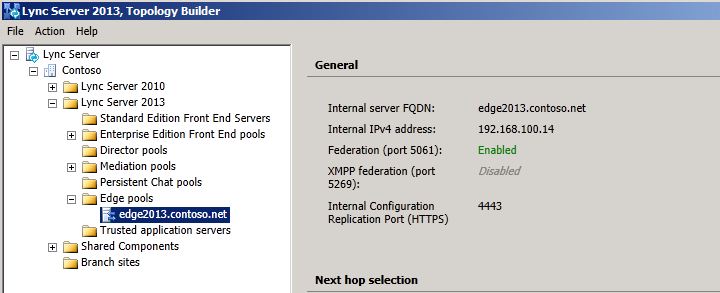 Lync Server 2013, Topology Builder
File Action Help
Lync Server
Contoso
Lync Server 2010
Lync Server 2013
Standard Edition Front End Servers
Enterprise Edition Front End pools
Director pools
Mediation pools
Persistent Chat pools
Edge pools
edge2013.contoso.net
Trusted application servers
Shared Components
Branch sites
General
Internal server FQDN: edge2013.contoso.net
Internal IPv4 address: 192.168.100.14
Federation (port 5061): Enabled
XMPP federation (port Disabled
5269):
Internal Configuration 4443
Replication Port (HTTPS)
Next hop selection